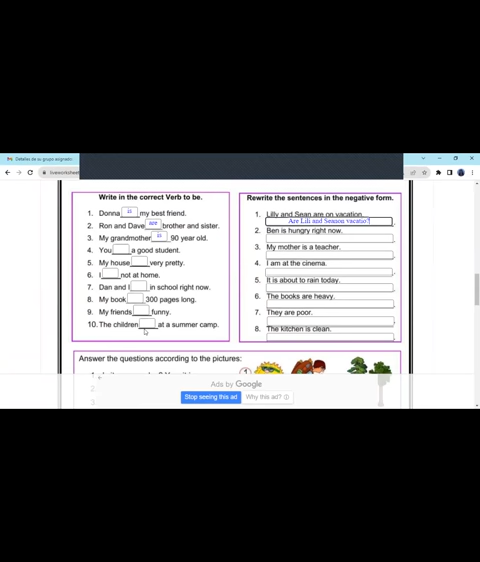 Detalles de su grupo asignado
liveworksheet
Write in the correct Verb to be.
1. Donna is my best friend.
2. Ron and Dave are brother and sister.
3. My grandmother is 90 year old.
4. You a good student.
5. My house very pretty.
6. I not at home.
7. Dan and I in school right now.
8. My book 300 pages long.
9. My friends funny.
10. The children at a summer camp.
Rewrite the sentences in the negative form.
1. Lilly and Sean are on vacation.
Are Lili and Seanon vacatio?
2. Ben is hungry right now.
3. My mother is a teacher.
4. I am at the cinema.
5. It is about to rain today.
6. The books are heavy.
7. They are poor.
8. The kitchen is clean.
Answer the questions according to the pictures:
1
2.
3
Ads by Google
Stop seeing this ad
Why this ad?